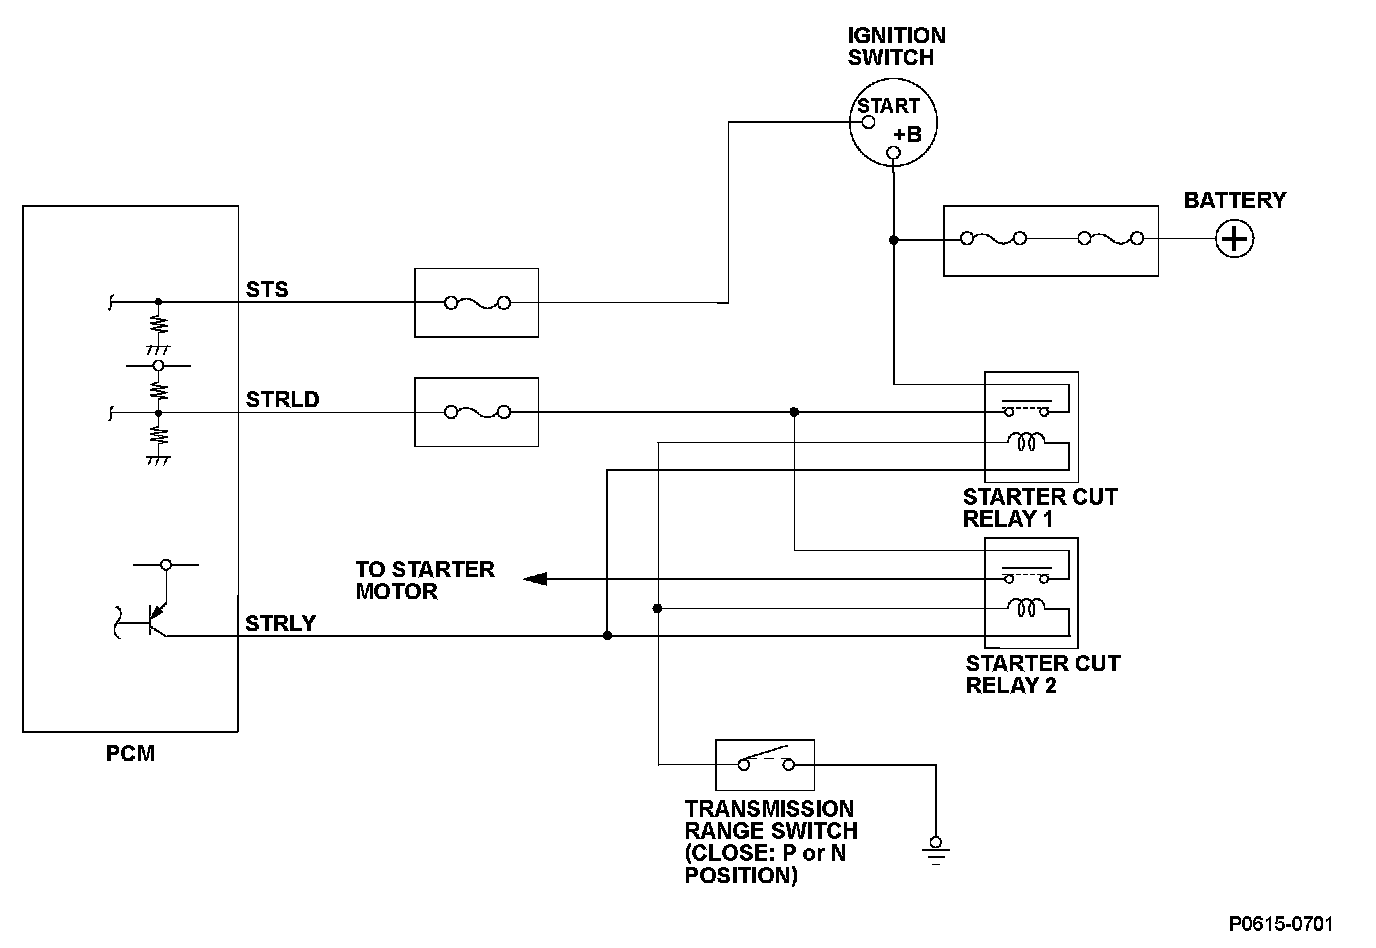 IGNITION
SWITCH
START
+B
BATTERY
STS
STRLD
STARTER CUT
RELAY 1
TO STARTER
MOTOR
STRLY
STARTER CUT
RELAY 2
PCM
TRANSMISSION
RANGE SWITCH
(CLOSE: P or N
POSITION)
P0615-0701